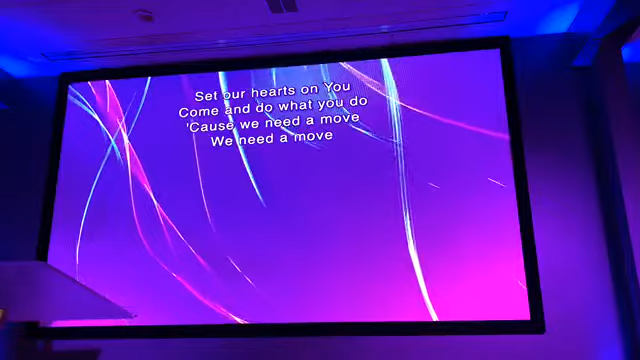 Set our hearts on You
Come and do what you do
'Cause we need a move
We need a move